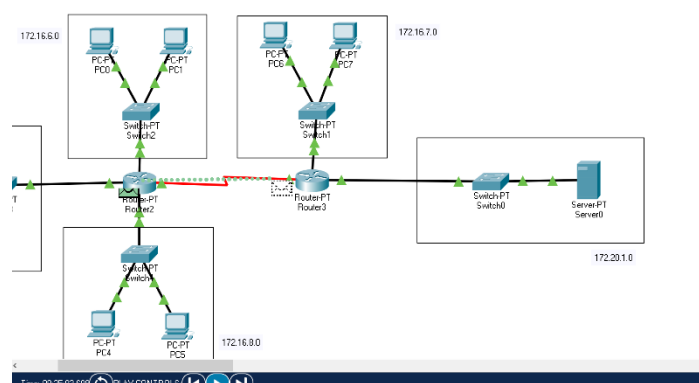 172.16.6.0
PC-PT
PC0
PC-PT
PC1
Switch-PT
Switch2
172.16.7.0
PC-PT
PC6
PC-PT
PC7
Switch-PT
Switch1
Router-PT
Router2
Router-PT
Router3
Switch-PT
Switch0
Server-PT
Server0
172.20.1.0
Switch-PT
PC-PT
PC4
PC-PT
PC5
172.16.8.0
PLAY CONTROLS